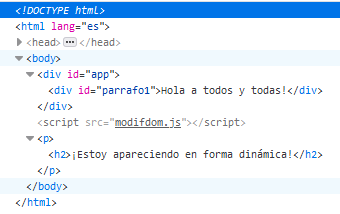 <!DOCTYPE html>
<html lang="es">
<head> ... </head>
<body>
<div id="app">
<div id="parrafo1">Hola a todos y todas!</div>
</div>
<script src="modifdom.js"></script>
<p>
<h2>¡Estoy apareciendo en forma dinámica!</h2>
</p>
</body>
</html>